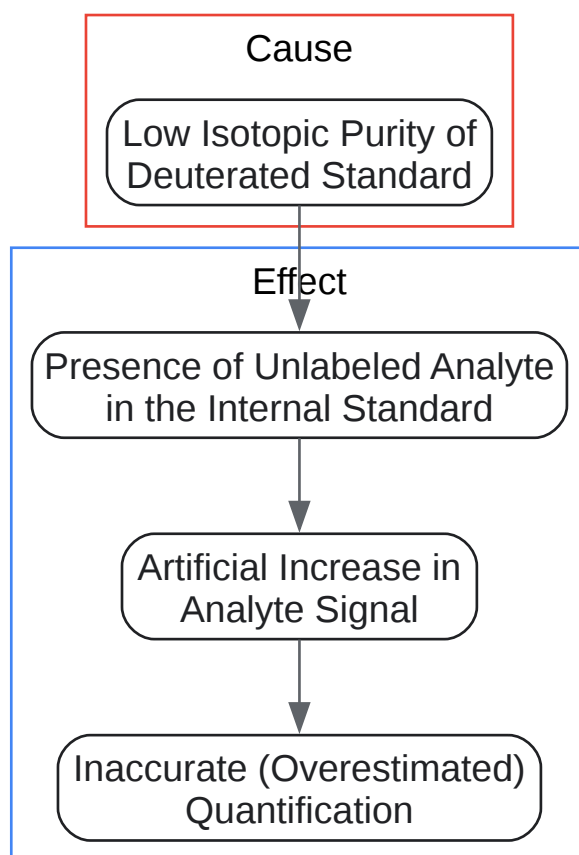 Cause
Low Isotopic Purity of
Deuterated Standard
Effect
Presence of Unlabeled Analyte
in the Internal Standard
Artificial Increase in
Analyte Signal
Inaccurate (Overestimated)
Quantification